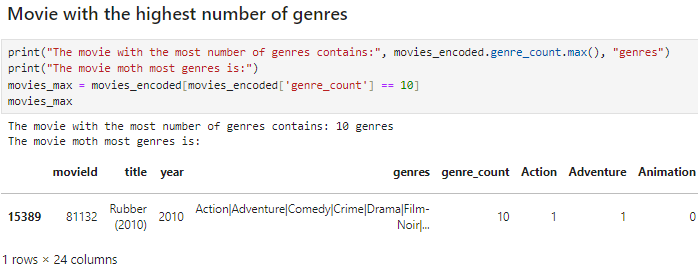 Movie with the highest number of genres
print("The movie with the most number of genres contains:", movies_encoded.genre_count.max(), "genres")
print("The movie moth most genres is:")
movies_max = movies_encoded[movies_encoded['genre_count'] == 10]
movies_max
The movie with the most number of genres contains: 10 genres
The movie moth most genres is:
movieId title year genres genre_count Action Adventure Animation
15389 81132 Rubber (2010) 2010 Action|Adventure|Comedy|Crime|Drama|Film-Noir|... 10 1 1 0
1 rows × 24 columns